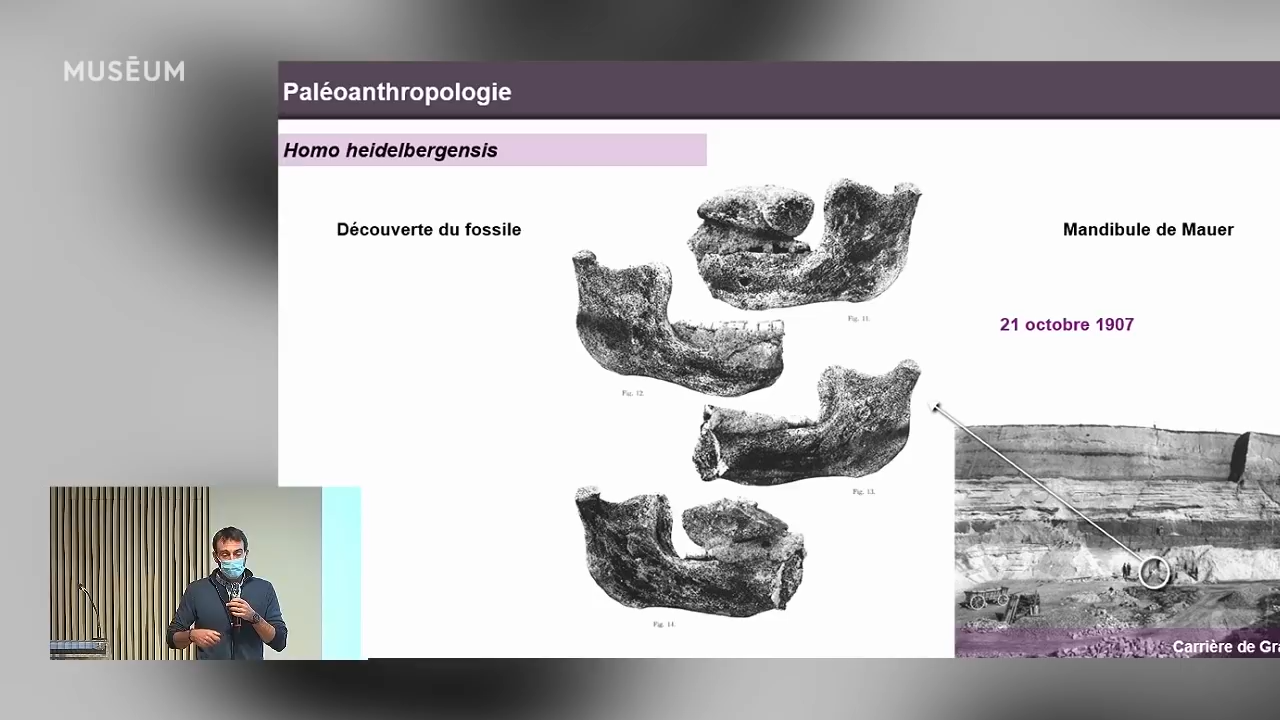 MUSĒUM
Paléoanthropologie
Homo heidelbergensis
Découverte du fossile
Mandibule de Mauer
Fig. 11.
21 octobre 1907
Fig. 12.
Fig. 13.
Fig. 14.
Carrière de Gra